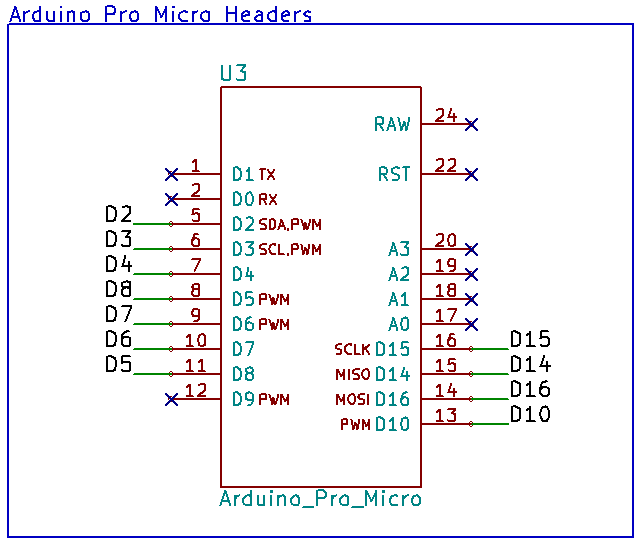 Arduino Pro Micro Headers
U3
RAW 24
1 D1 TX RST 22
2 D0 RX
D2 5 D2 SDA,PWM
D3 6 D3 SCL,PWM A3 20
D4 7 D4 A2 19
D8 8 D5 PWM A1 18
D7 9 D6 PWM A0 17
D6 10 D7 SCLK D15 16 D15
D5 11 D8 MISO D14 15 D14
12 D9 PWM MOSI D16 14 D16
PWM D10 13 D10
Arduino_Pro_Micro